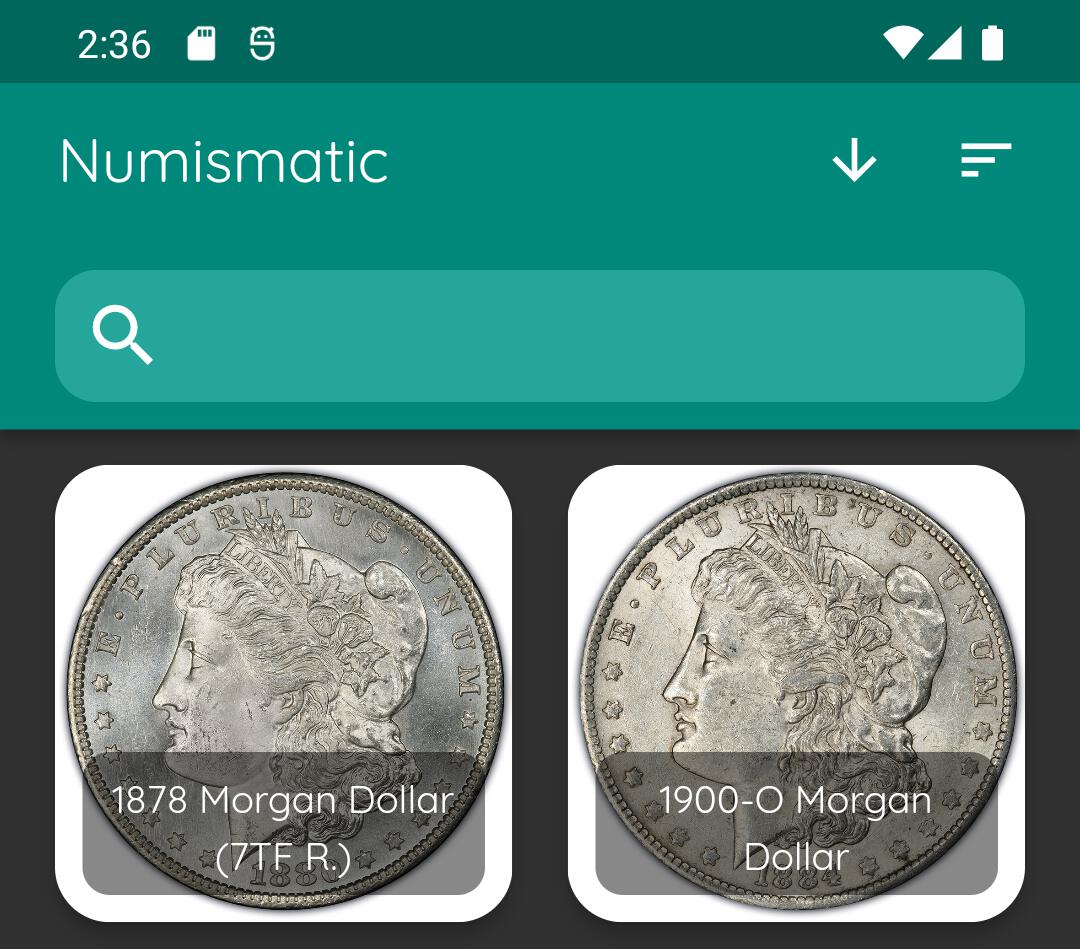 2:36
Numismatic
E · PLURIBUS · UNUM
LIBERTY
1878 Morgan Dollar
(7TF R.)
1880
E · PLURIBUS · UNUM
LIBERTY
1900-O Morgan
Dollar
1884